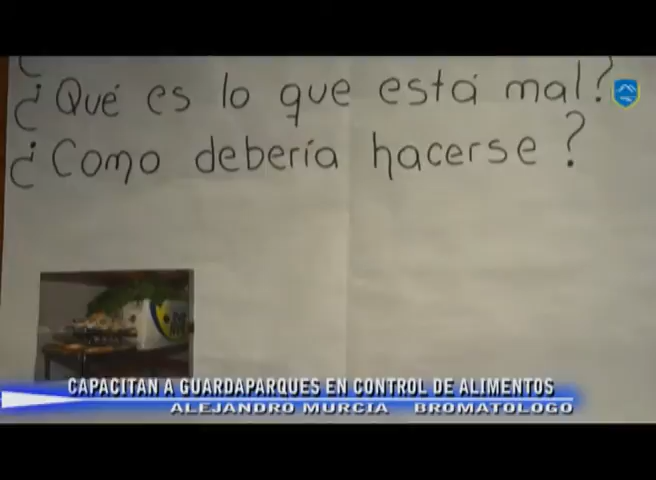 ¿Qué es lo que está mal?
¿Como debería hacerse?
CAPACITAN A GUARDAPARQUES EN CONTROL DE ALIMENTOS
ALEJANDRO MURCIA BROMATOLOGO